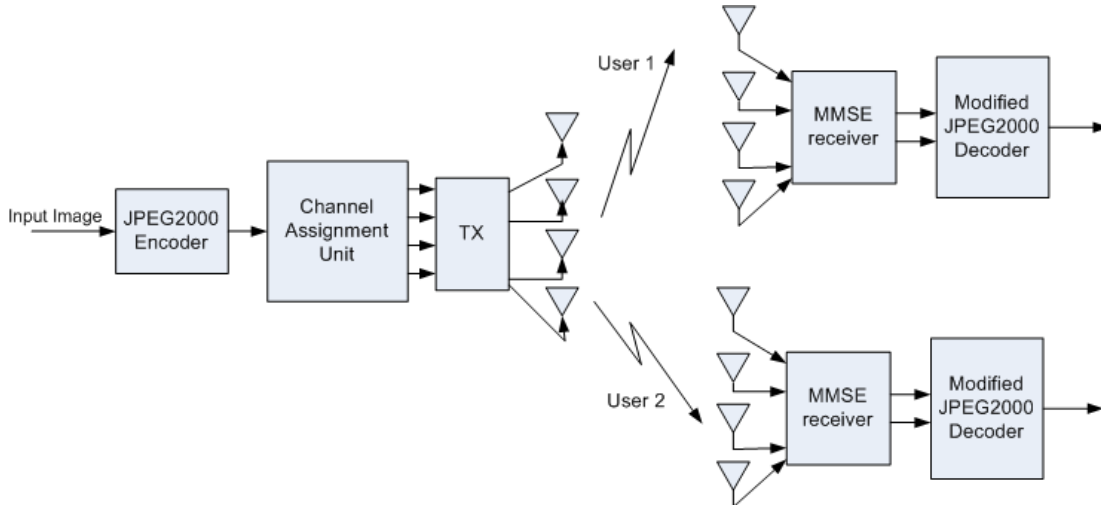 Input Image
JPEG2000
Encoder
Channel
Assignment
Unit
TX
User 1
MMSE
receiver
Modified
JPEG2000
Decoder
User 2
MMSE
receiver
Modified
JPEG2000
Decoder